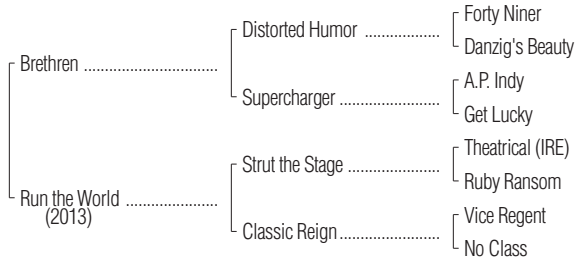 Forty Niner
Distorted Humor ..................
Danzig's Beauty
Brethren ................................
A.P. Indy
Supercharger ........................
Get Lucky
Theatrical (IRE)
Strut the Stage ......................
Ruby Ransom
Run the World ......................
(2013)
Vice Regent
Classic Reign ........................
No Class